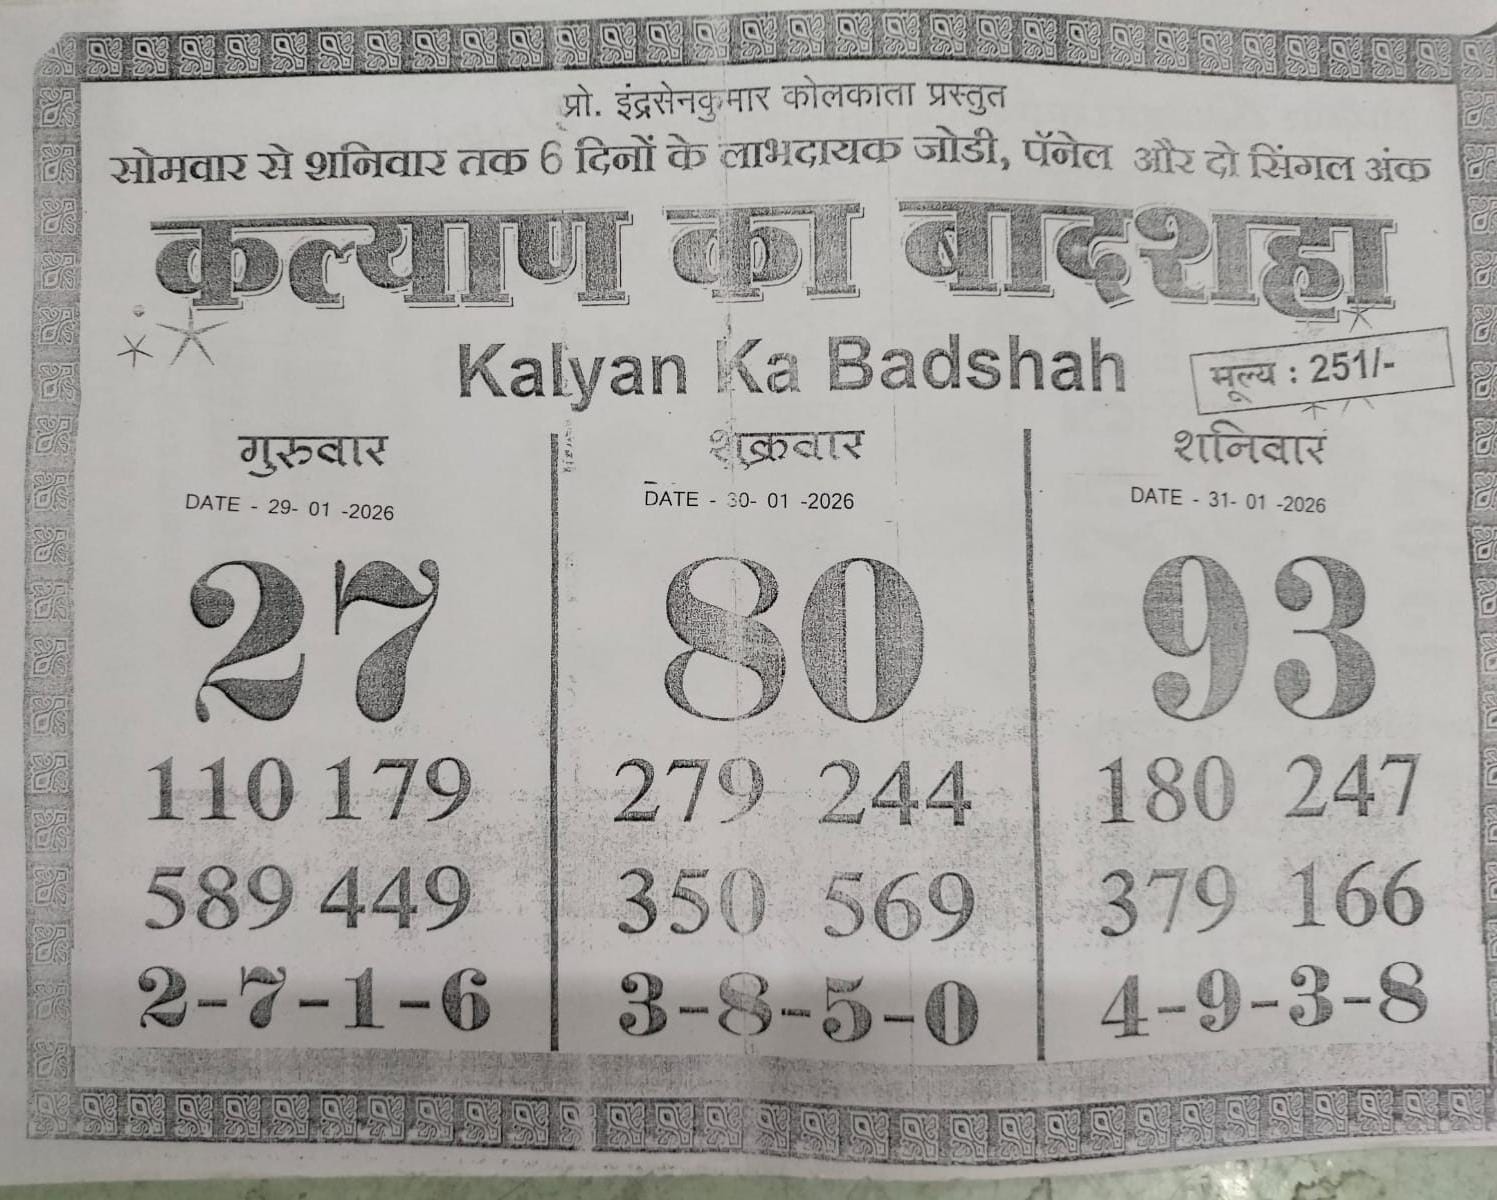 प्रो. इंद्रसेनकुमार कोलकाता प्रस्तुत
सोमवार से शनिवार तक 6 दिनों के लाभदायक जोडी, पॅनेल और दो सिंगल अंक
कल्याण का बादशहा
Kalyan Ka Badshah
मूल्य : 251/-
गुरुवार
DATE - 29- 01 -2026
27
110 179
589 449
2-7-1-6
शुक्रवार
DATE - 30- 01 -2026
80
279 244
350 569
3-8-5-0
शनिवार
DATE - 31- 01 -2026
93
180 247
379 166
4-9-3-8